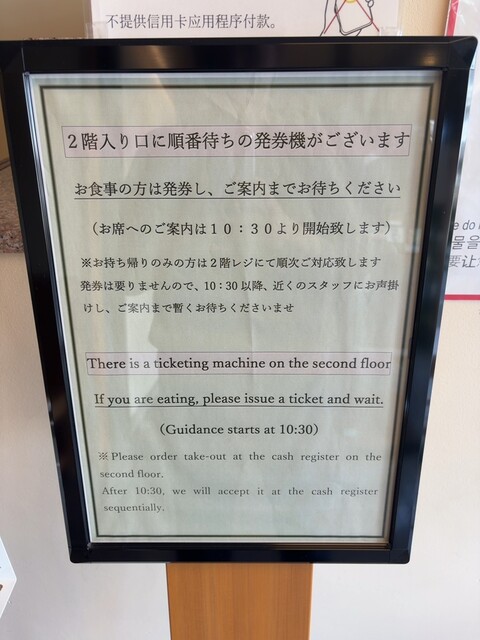 不提供信用卡应用程序付款。
２階入り口に順番待ちの発券機がございます
お食事の方は発券し、ご案内までお待ちください
（お席へのご案内は１０：３０より開始致します）
※お持ち帰りのみの方は２階レジにて順次ご対応致します
発券は要りませんので、10：30以降、近くのスタッフにお声掛
けし、ご案内まで暫くお待ちくださいませ
There is a ticketing machine on the second floor
If you are eating, please issue a ticket and wait.
（Guidance starts at 10:30）
※Please order take-out at the cash register on the
second floor.
After 10:30, we will accept it at the cash register
sequentially.